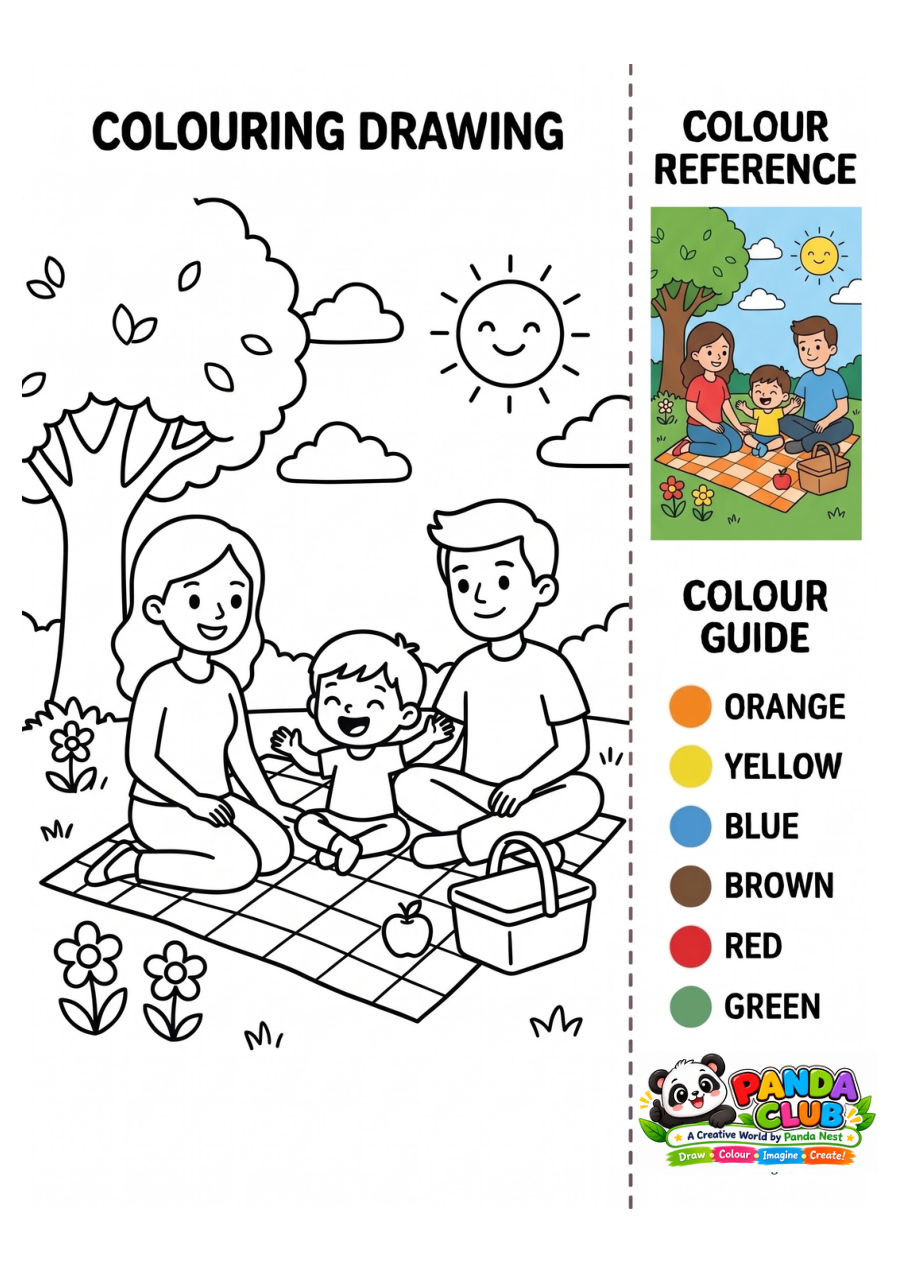 COLOURING DRAWING
COLOUR
REFERENCE
COLOUR
GUIDE
ORANGE
YELLOW
BLUE
BROWN
RED
GREEN
PANDA
CLUB
A Creative World by Panda Nest
Draw • Colour • Imagine • Create!